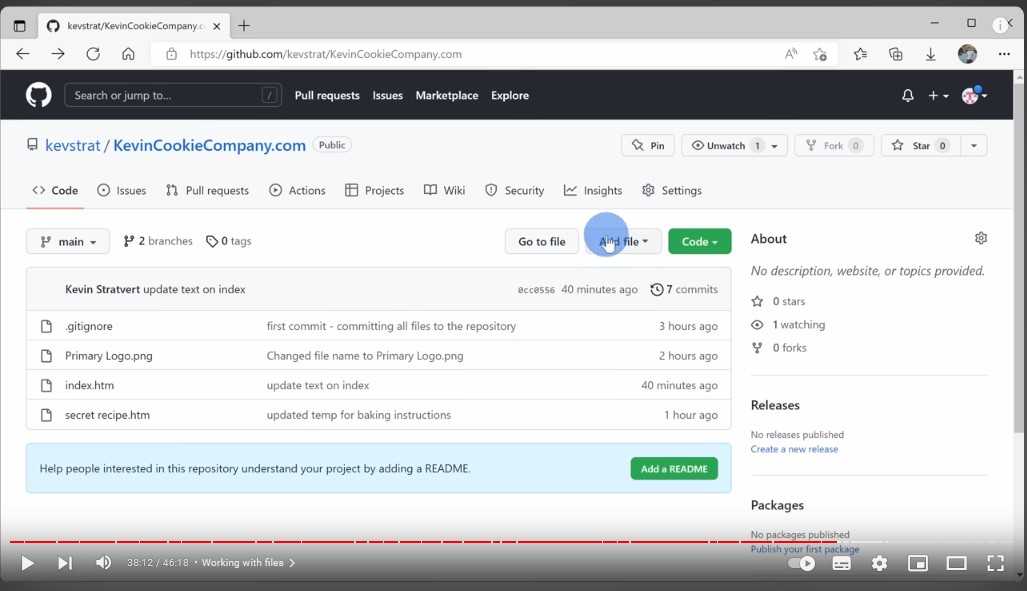 kevstrat/KevinCookieCompany.c
https://github.com/kevstrat/KevinCookieCompany.com
Search or jump to... /
Pull requests Issues Marketplace Explore
kevstrat / KevinCookieCompany.com Public
Pin Unwatch 1 Fork 0 Star 0
Code Issues Pull requests Actions Projects Wiki Security Insights Settings
main 2 branches 0 tags Go to file Add file Code
Kevin Stratvert update text on index 0cc0556 40 minutes ago 7 commits
.gitignore first commit - committing all files to the repository 3 hours ago
Primary Logo.png Changed file name to Primary Logo.png 2 hours ago
index.htm update text on index 40 minutes ago
secret recipe.htm updated temp for baking instructions 1 hour ago
Help people interested in this repository understand your project by adding a README. Add a README
About
No description, website, or topics provided.
0 stars
1 watching
0 forks
Releases
No releases published
Create a new release
Packages
No packages published
Publish your first package
38:12 / 46:18 • Working with files